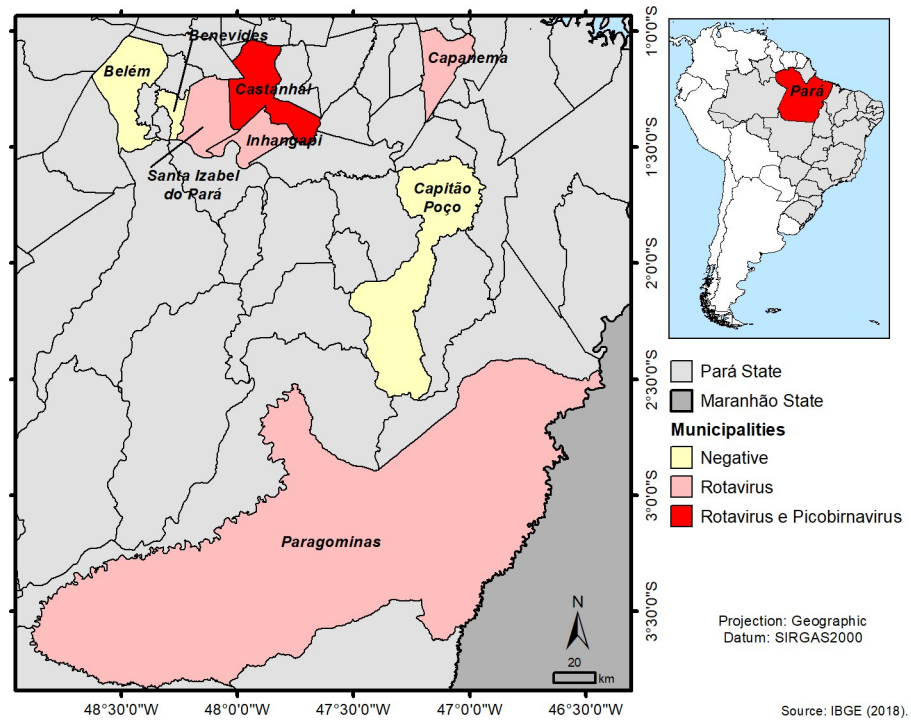 Benevides
Belém
Castanhal
Capanema
Inhangapi
Santa Izabel
do Pará
Capitão
Poço
Paragominas
N
20
km
48°30'0"W
48°0'0"W
47°30'0"W
47°0'0"W
46°30'0"W
1°0'0"S
1°30'0"S
2°0'0"S
2°30'0"S
3°0'0"S
3°30'0"S
Pará
Pará State
Maranhão State
Municipalities
Negative
Rotavirus
Rotavirus e Picobirnavirus
Projection: Geographic
Datum: SIRGAS2000
Source: IBGE (2018).